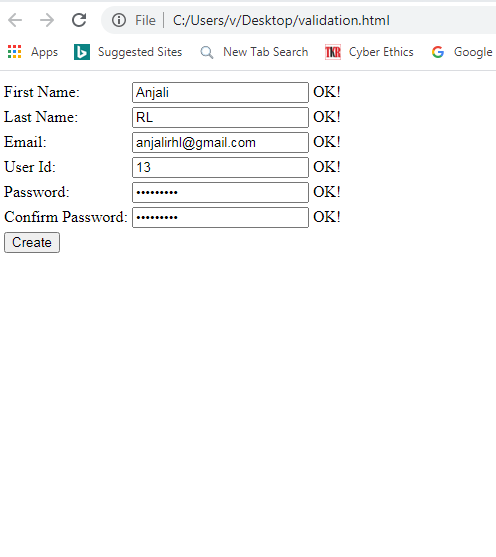 File | C:/Users/v/Desktop/validation.html
Apps Suggested Sites New Tab Search TKR Cyber Ethics G Google
First Name: Anjali OK!
Last Name: RL OK!
Email: anjalirhl@gmail.com OK!
User Id: 13 OK!
Password: ••••••••• OK!
Confirm Password: ••••••••• OK!
Create